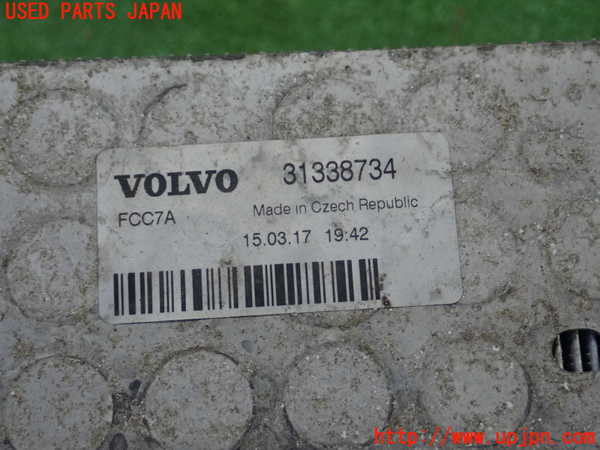 USED PARTS JAPAN
VOLVO 31338734
FCC7A Made in Czech Republic
15.03.17 19:42
http://www.upjpn.com/